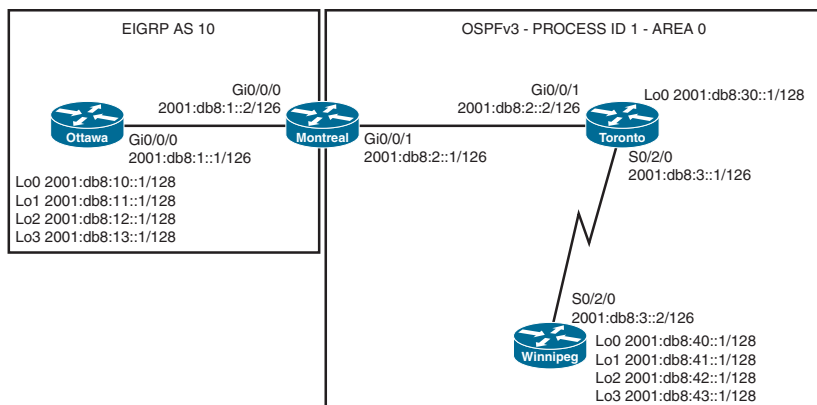 EIGRP AS 10
OSPFv3 - PROCESS ID 1 - AREA 0
Gi0/0/0
2001:db8:1::2/126
Gi0/0/1
2001:db8:2::2/126
Lo0 2001:db8:30::1/128
Ottawa
Montreal
Toronto
Gi0/0/0
2001:db8:1::1/126
Gi0/0/1
2001:db8:2::1/126
S0/2/0
2001:db8:3::1/126
Lo0 2001:db8:10::1/128
Lo1 2001:db8:11::1/128
Lo2 2001:db8:12::1/128
Lo3 2001:db8:13::1/128
S0/2/0
2001:db8:3::2/126
Winnipeg
Lo0 2001:db8:40::1/128
Lo1 2001:db8:41::1/128
Lo2 2001:db8:42::1/128
Lo3 2001:db8:43::1/128